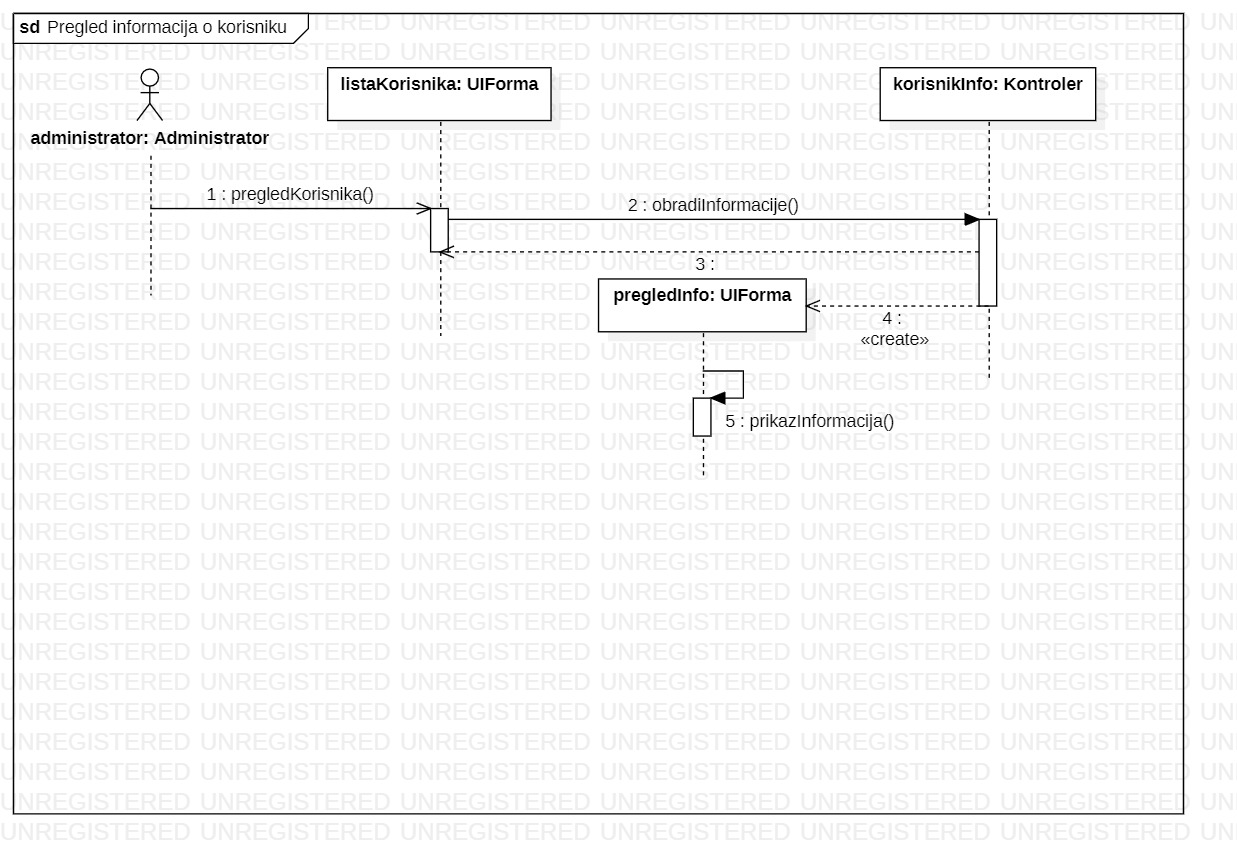 sd Pregled informacija o korisniku
listaKorisnika: UIForma
korisnikInfo: Kontroler
administrator: Administrator
1 : pregledKorisnika()
2 : obradiInformacije()
3 :
pregledInfo: UIForma
4 :
«create»
5 : prikazInformacija()
UNREGISTERED